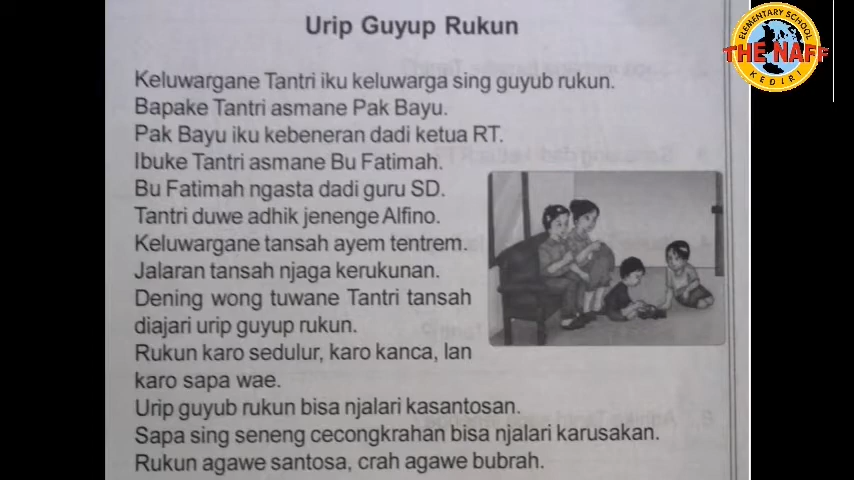 Urip Guyup Rukun
Keluwargane Tantri iku keluwarga sing guyub rukun.
Bapake Tantri asmane Pak Bayu.
Pak Bayu iku kebeneran dadi ketua RT.
Ibuke Tantri asmane Bu Fatimah.
Bu Fatimah ngasta dadi guru SD.
Tantri duwe adhik jenenge Alfino.
Keluwargane tansah ayem tentrem.
Jalaran tansah njaga kerukunan.
Dening wong tuwane Tantri tansah
diajari urip guyup rukun.
Rukun karo sedulur, karo kanca, lan
karo sapa wae.
Urip guyub rukun bisa njalari kasantosan.
Sapa sing seneng cecongkrahan bisa njalari karusakan.
Rukun agawe santosa, crah agawe bubrah.
ELEMENTARY SCHOOL
THE NAFF
KEDIRI